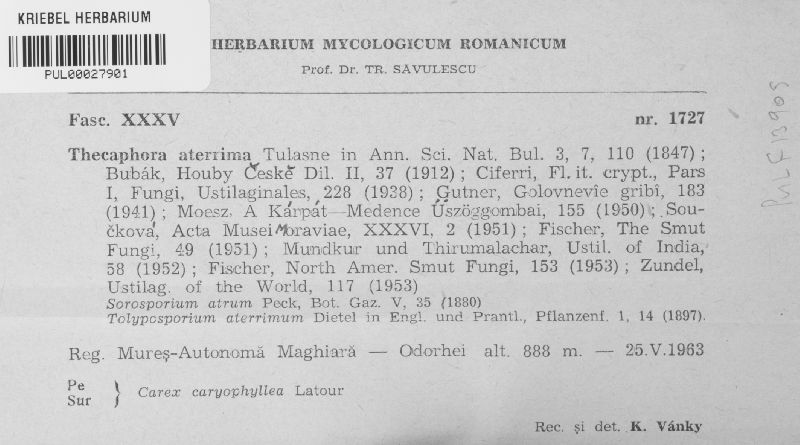 KRIEBEL HERBARIUM
PUL00027901
HERBARIUM MYCOLOGICUM ROMANICUM
Prof. Dr. TR. SĂVULESCU
Fasc. XXXV nr. 1727
PULF13909
Thecaphora aterrima Tulasne in Ann. Sci. Nat. Bul. 3, 7, 110 (1847) ;
Bubák, Houby České Dil. II, 37 (1912) ; Ciferri, Fl. it. crypt., Pars
I, Fungi, Ustilaginales, 228 (1938) ; Gutner, Golovnevîe gribî, 183
(1941) ; Moesz. A Kárpát—Medence Üszöggombai, 155 (1950) ; Sou-
čková, Acta Musei Moraviae, XXXVI, 2 (1951) ; Fischer, The Smut
Fungi, 49 (1951) ; Mundkur und Thirumalachar, Ustil. of India,
58 (1952) ; Fischer, North Amer. Smut Fungi, 153 (1953) ; Zundel,
Ustilag. of the World, 117 (1953)
Sorosporium atrum Peck, Bot. Gaz. V, 35 (1880)
Tolyposporium aterrimum Dietel in Engl. und Prantl., Pflanzenf. 1, 14 (1897).
Reg. Mureș-Autonomă Maghiară — Odorhei alt. 888 m. — 25.V.1963
Pe
Sur } Carex caryophyllea Latour
Rec. și det. K. Vánky